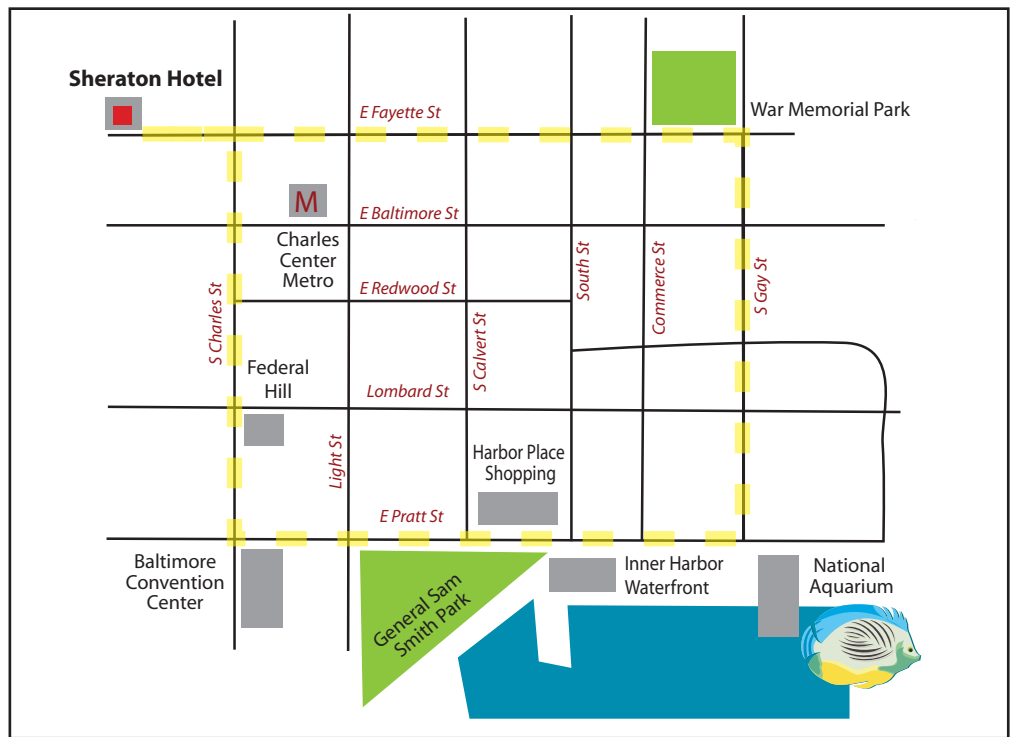 Sheraton Hotel
E Fayette St
War Memorial Park
M
E Baltimore St
Charles
Center
Metro
E Redwood St
South St
Commerce St
S Gay St
S Charles St
S Calvert St
Federal
Hill
Lombard St
Light St
Harbor Place
Shopping
E Pratt St
Baltimore
Convention
Center
General Sam
Smith Park
Inner Harbor
Waterfront
National
Aquarium